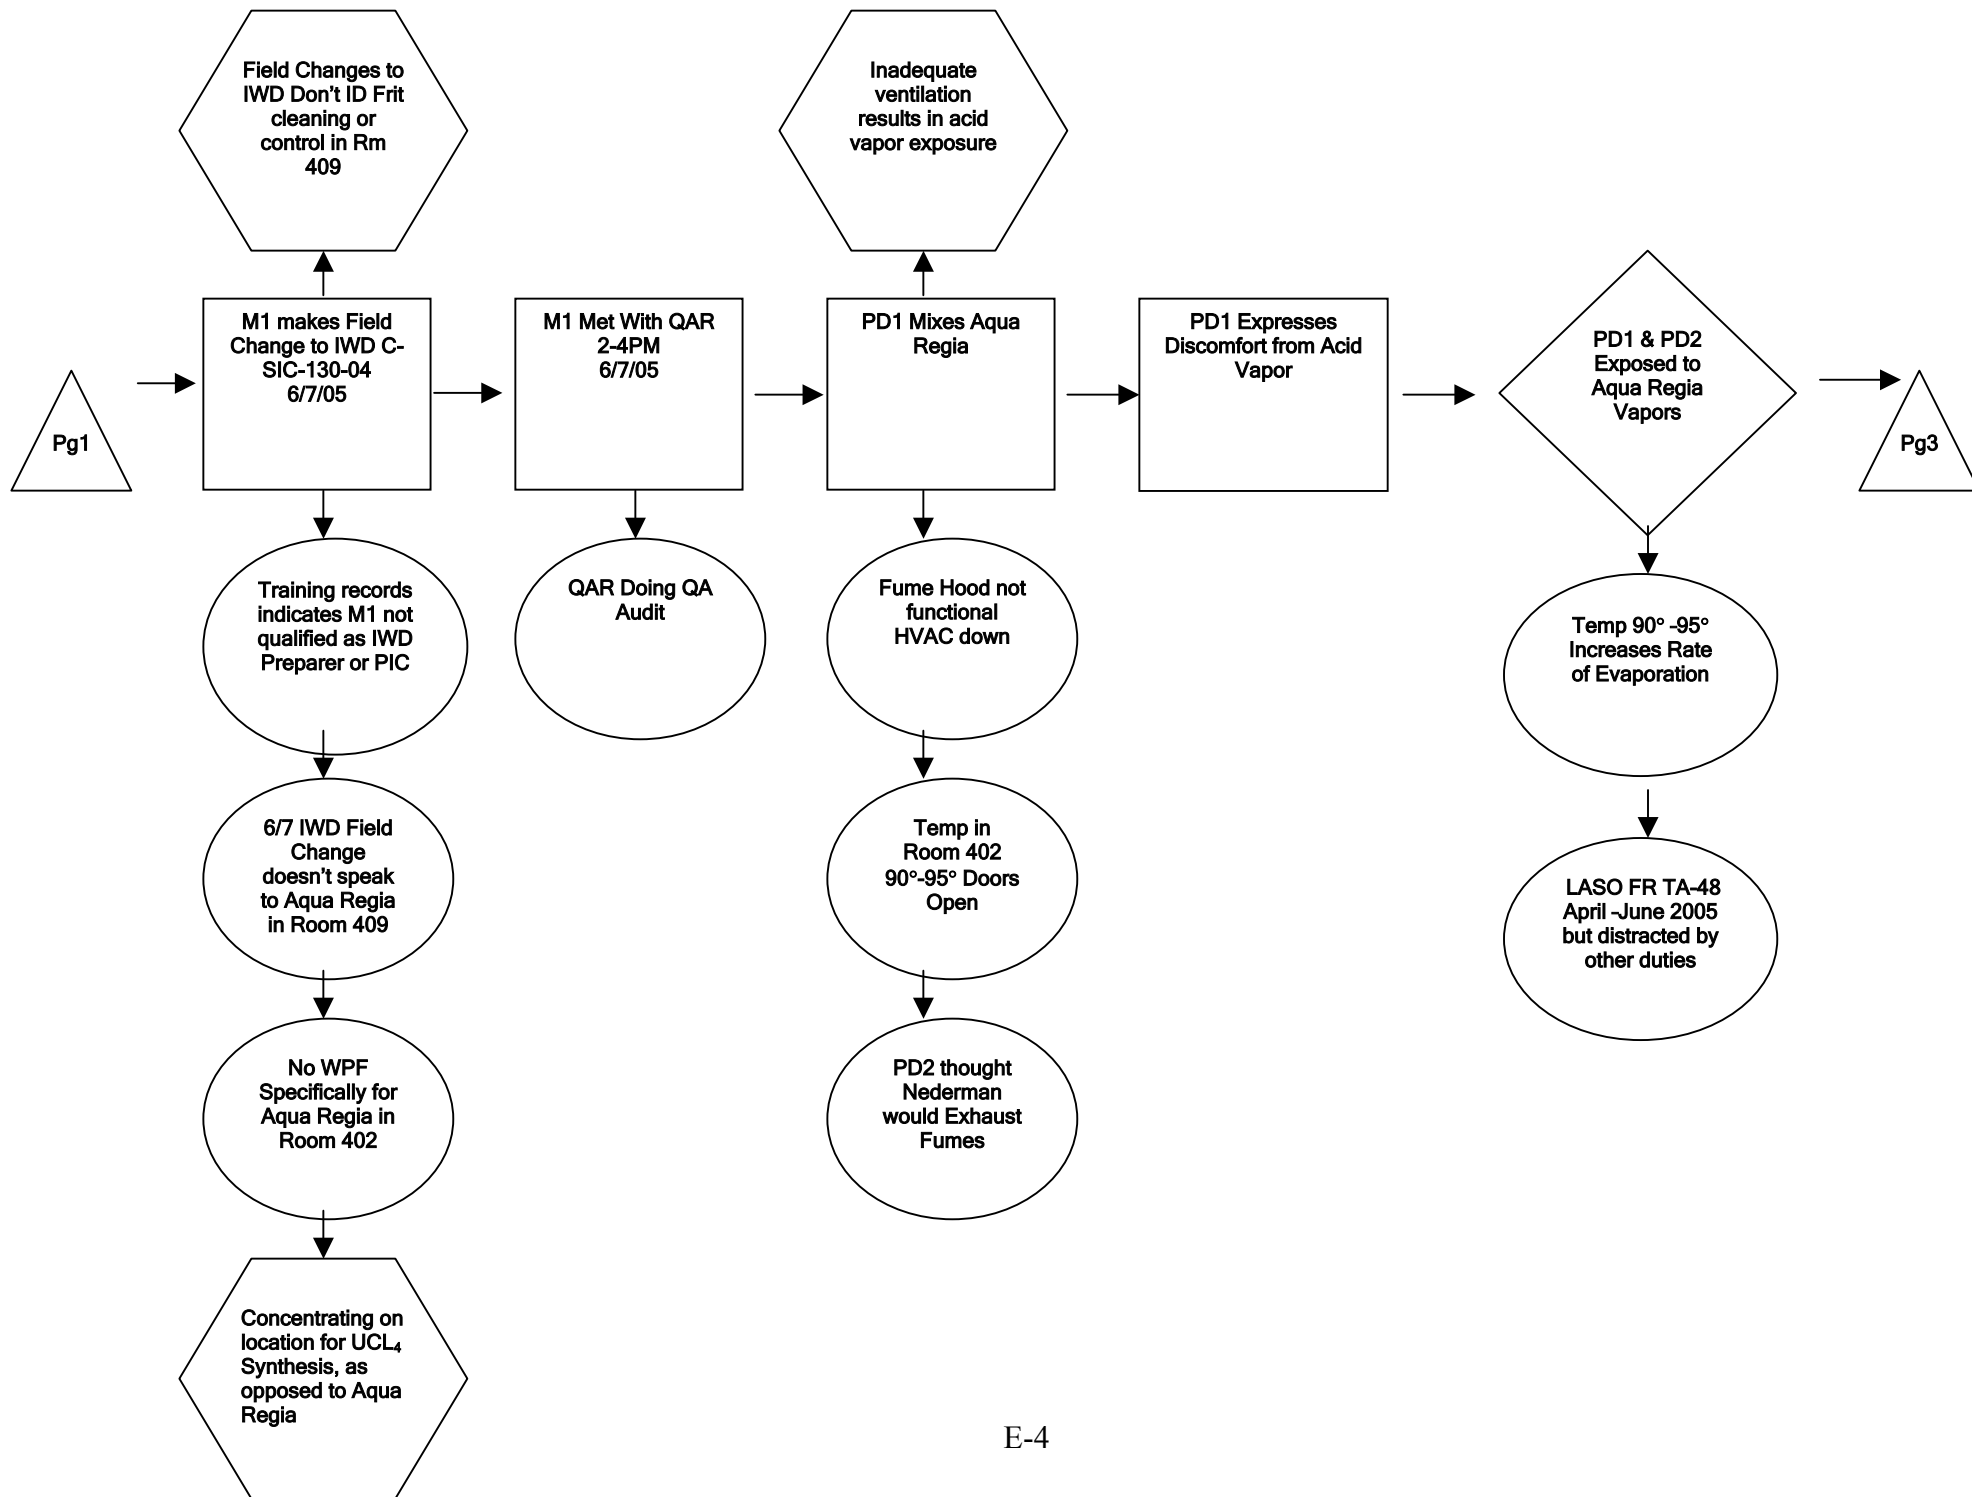 Field Changes to
IWD Don't ID Frit
cleaning or
control in Rm
409
Inadequate
ventilation
results in acid
vapor exposure
Pg1
M1 makes Field
Change to IWD C-
SIC-130-04
6/7/05
M1 Met With QAR
2-4PM
6/7/05
PD1 Mixes Aqua
Regia
PD1 Expresses
Discomfort from Acid
Vapor
PD1 & PD2
Exposed to
Aqua Regia
Vapors
Pg3
Training records
indicates M1 not
qualified as IWD
Preparer or PIC
QAR Doing QA
Audit
Fume Hood not
functional
HVAC down
Temp 90° -95°
Increases Rate
of Evaporation
6/7 IWD Field
Change
doesn't speak
to Aqua Regia
in Room 409
Temp in
Room 402
90°-95° Doors
Open
LASO FR TA-48
April -June 2005
but distracted by
other duties
No WPF
Specifically for
Aqua Regia in
Room 402
PD2 thought
Nederman
would Exhaust
Fumes
Concentrating on
location for UCL₄
Synthesis, as
opposed to Aqua
Regia
E-4